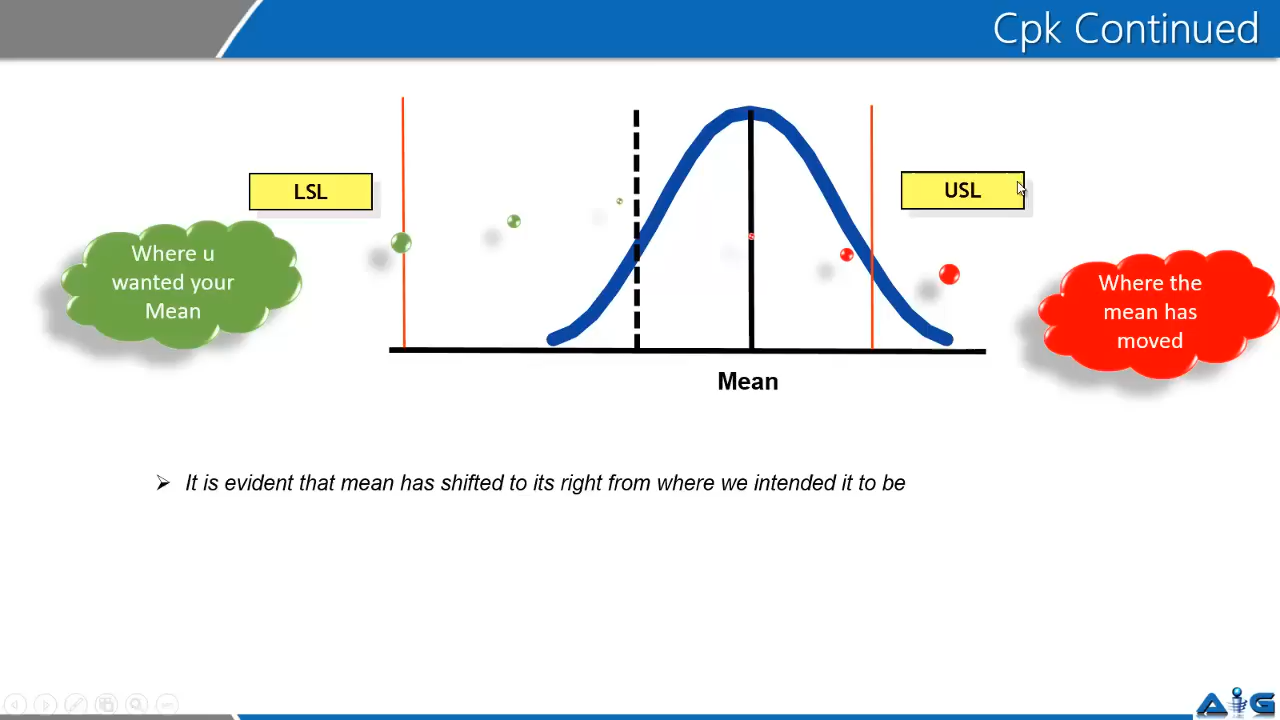 Cpk Continued
LSL
USL
Where u
wanted your
Mean
Where the
mean has
moved
Mean
It is evident that mean has shifted to its right from where we intended it to be
AiG